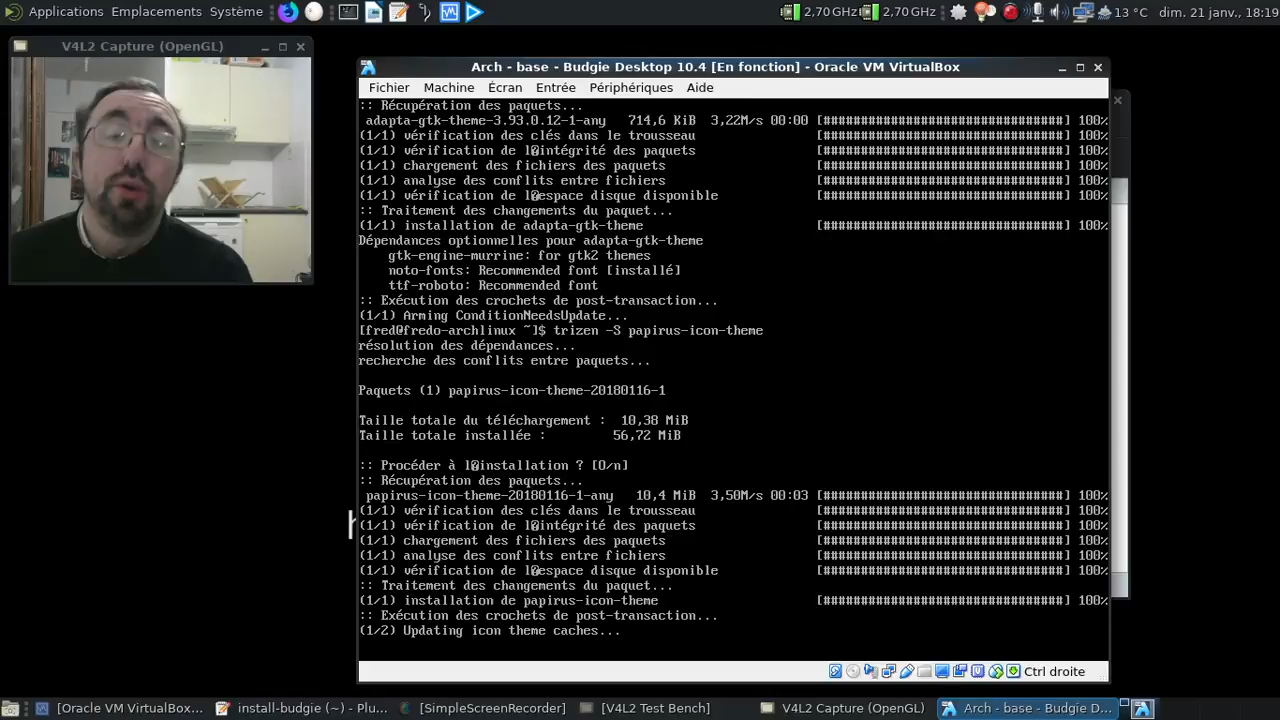 Applications Emplacements Système 2,70 GHz 2,70 GHz 13 °C dim. 21 janv., 18:19
V4L2 Capture (OpenGL)
Arch - base - Budgie Desktop 10.4 [En fonction] - Oracle VM VirtualBox
Fichier Machine Écran Entrée Périphériques Aide
:: Récupération des paquets...
adapta-gtk-theme-3.93.0.12-1-any 714,6 KiB 3,22M/s 00:00 [################################] 100%
(1/1) vérification des clés dans le trousseau [################################] 100%
(1/1) vérification de l�intégrité des paquets [################################] 100%
(1/1) chargement des fichiers des paquets [################################] 100%
(1/1) analyse des conflits entre fichiers [################################] 100%
(1/1) vérification de l�espace disque disponible [################################] 100%
:: Traitement des changements du paquet...
(1/1) installation de adapta-gtk-theme [################################] 100%
Dépendances optionnelles pour adapta-gtk-theme
gtk-engine-murrine: for gtk2 themes
noto-fonts: Recommended font [installé]
ttf-roboto: Recommended font
:: Exécution des crochets de post-transaction...
(1/1) Arming ConditionNeedsUpdate...
[fred@fredo-archlinux ~]$ trizen -S papirus-icon-theme
résolution des dépendances...
recherche des conflits entre paquets...
Paquets (1) papirus-icon-theme-20180116-1
Taille totale du téléchargement : 10,38 MiB
Taille totale installée : 56,72 MiB
:: Procéder à l�installation ? [O/n]
:: Récupération des paquets...
papirus-icon-theme-20180116-1-any 10,4 MiB 3,50M/s 00:03 [################################] 100%
(1/1) vérification des clés dans le trousseau [################################] 100%
(1/1) vérification de l�intégrité des paquets [################################] 100%
(1/1) chargement des fichiers des paquets [################################] 100%
(1/1) analyse des conflits entre fichiers [################################] 100%
(1/1) vérification de l�espace disque disponible [################################] 100%
:: Traitement des changements du paquet...
(1/1) installation de papirus-icon-theme [################################] 100%
:: Exécution des crochets de post-transaction...
(1/2) Updating icon theme caches...
Ctrl droite
[Oracle VM VirtualBox... install-budgie (~) - Plu... [SimpleScreenRecorder] [V4L2 Test Bench] V4L2 Capture (OpenGL) Arch - base - Budgie D...